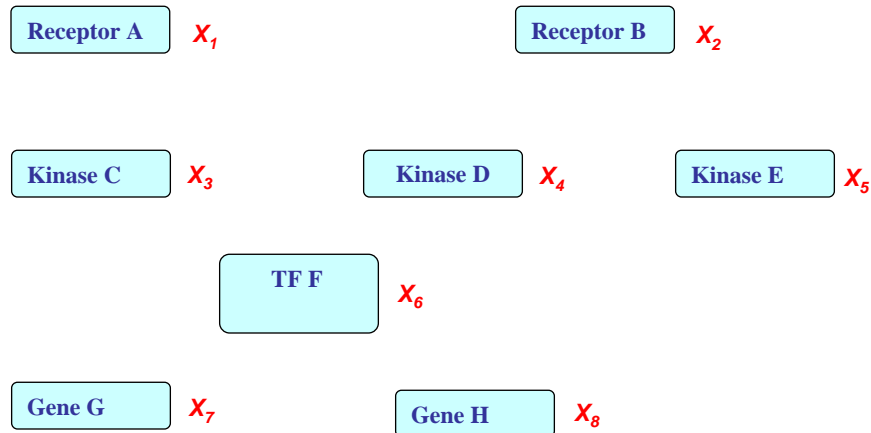 Receptor A X1 Receptor B X2
Kinase C X3 Kinase D X4 Kinase E X5
TF F X6
Gene G X7 Gene H X8